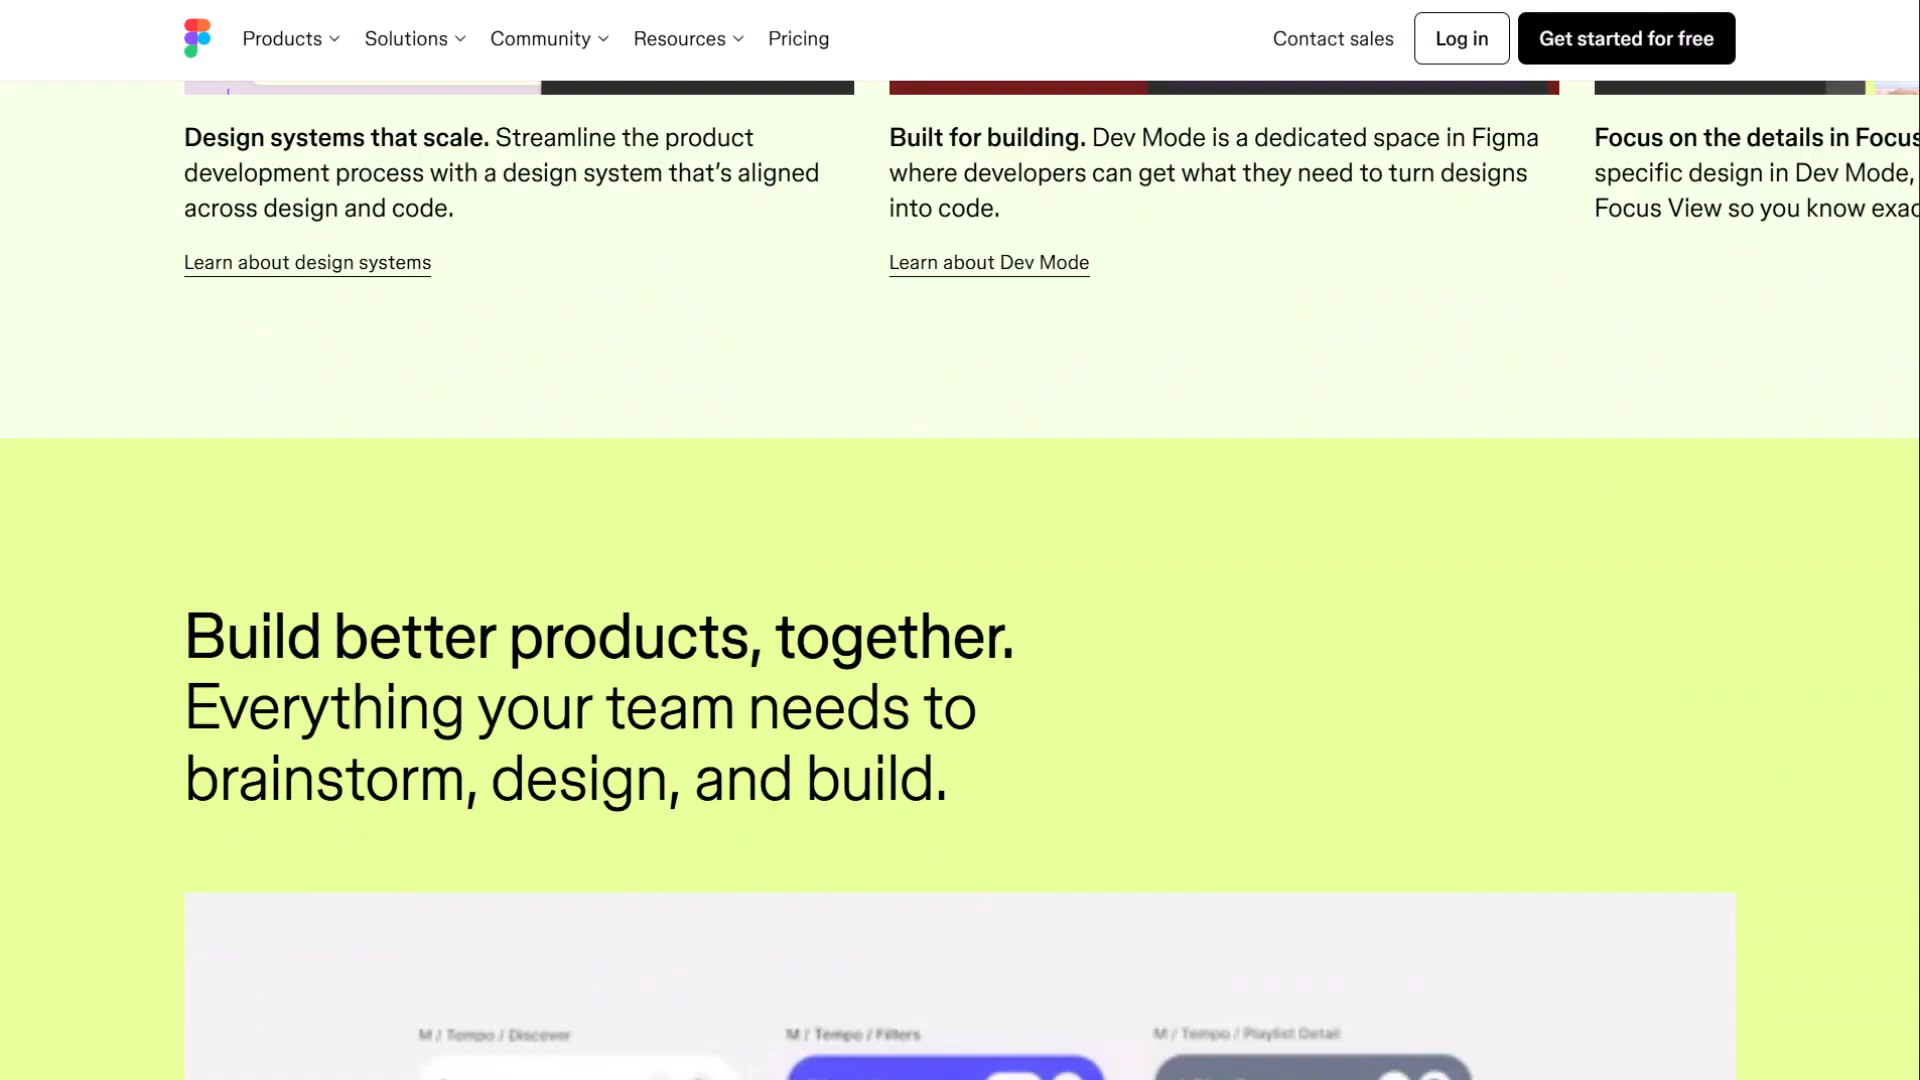 Products Solutions Community Resources Pricing Contact sales Log in Get started for free
Design systems that scale. Streamline the product
development process with a design system that’s aligned
across design and code.
Learn about design systems
Built for building. Dev Mode is a dedicated space in Figma
where developers can get what they need to turn designs
into code.
Learn about Dev Mode
Focus on the details in Focus
specific design in Dev Mode,
Focus View so you know exac
Build better products, together.
Everything your team needs to
brainstorm, design, and build.
M / Tempo / Discover
M / Tempo / Filters
M / Tempo / Playlist Detail